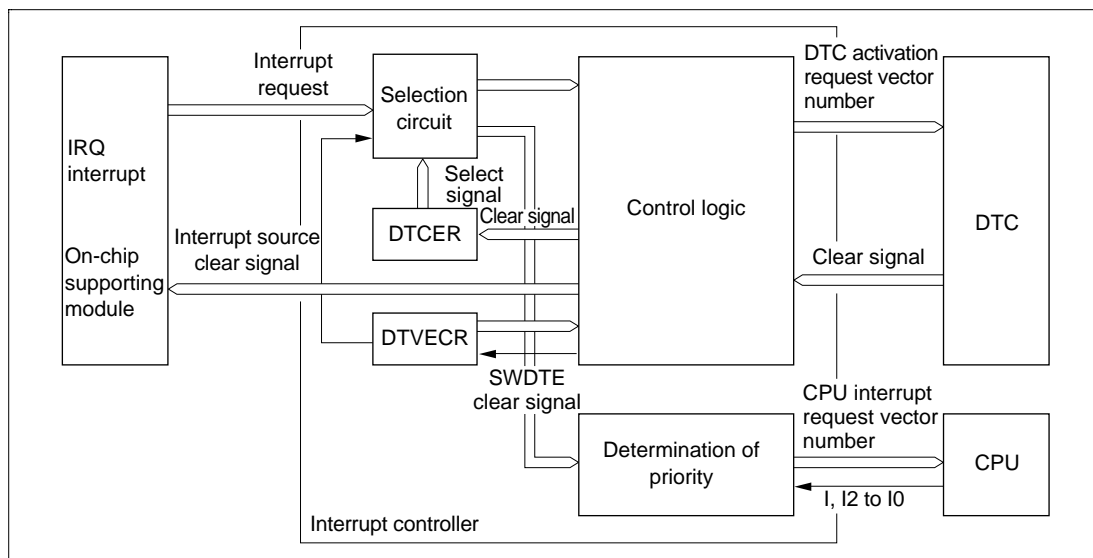 Interrupt
request
Selection
circuit
DTC activation
request vector
number
IRQ
interrupt
On-chip
supporting
module
Select
signal
DTCER
Clear signal
Control logic
DTC
Interrupt source
clear signal
Clear signal
DTVECR
SWDTE
clear signal
CPU interrupt
request vector
number
Determination of
priority
CPU
I, I2 to I0
Interrupt controller